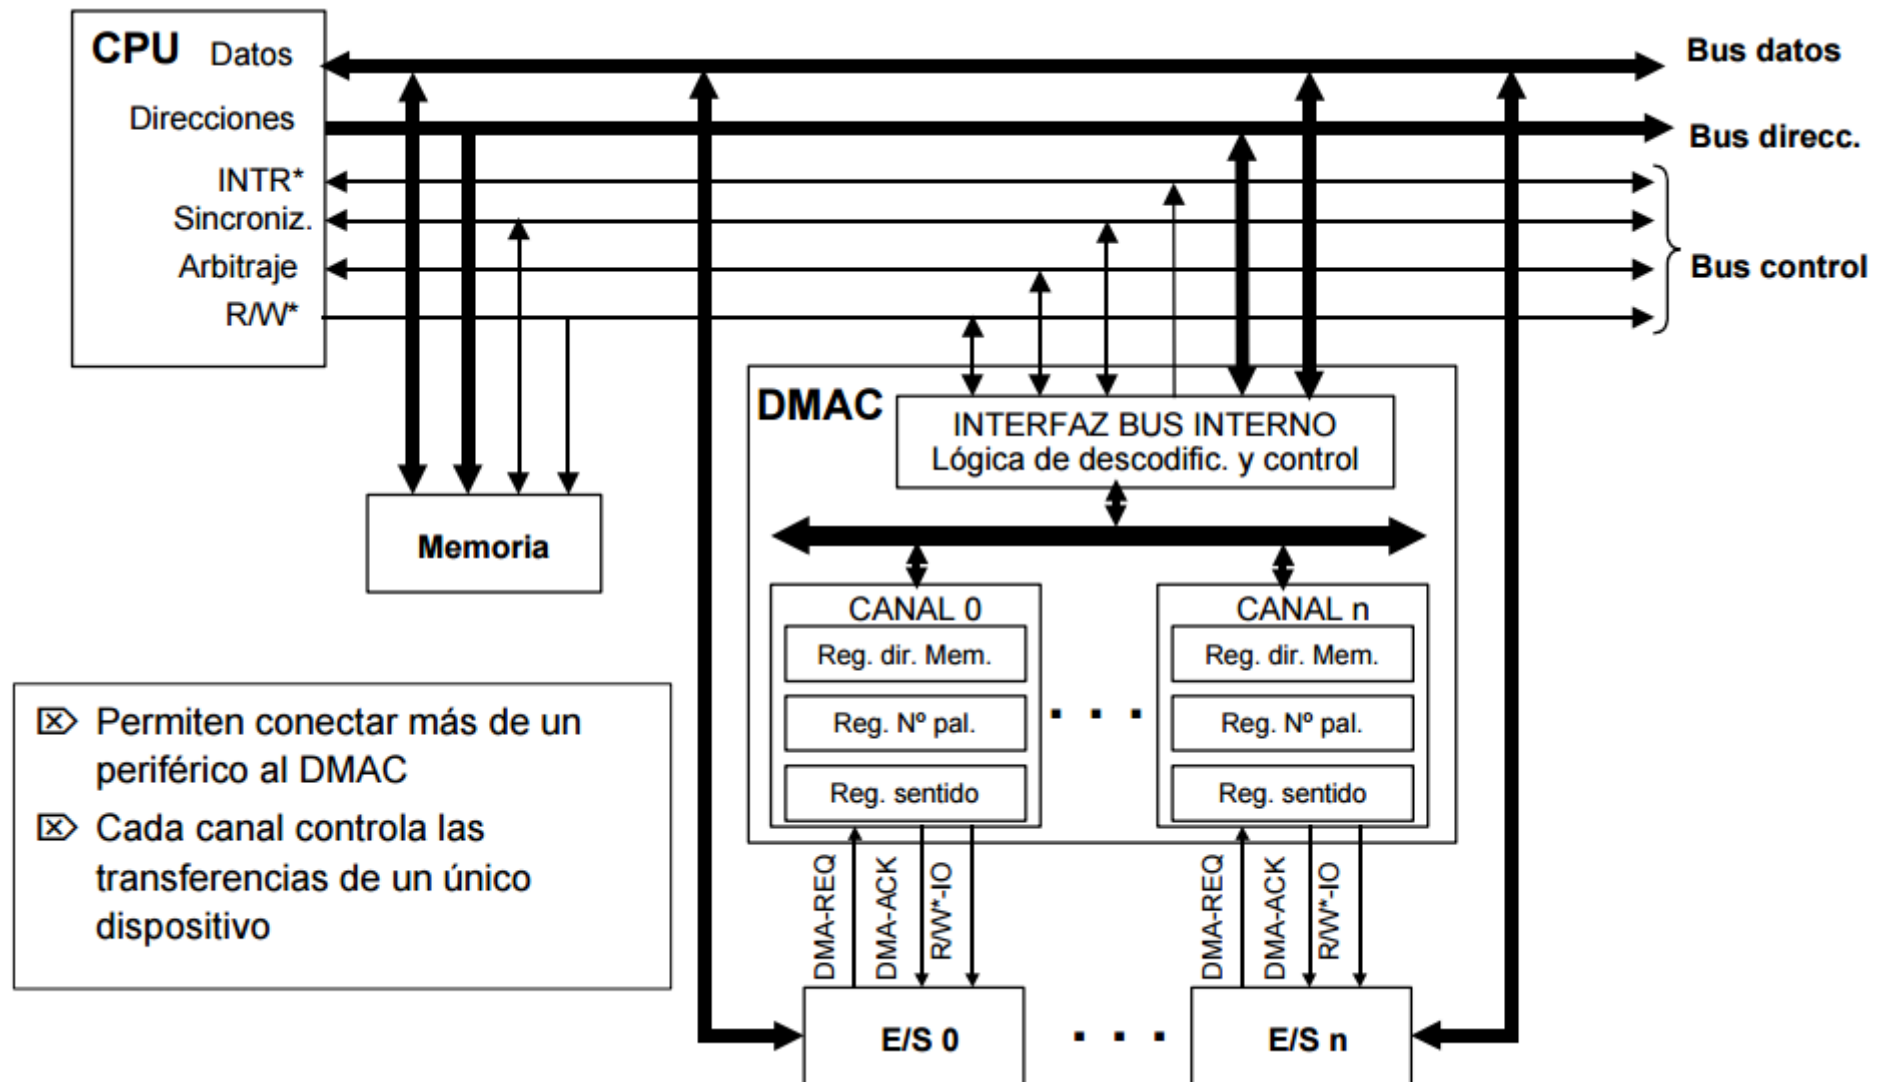 CPU Datos
Direcciones
INTR*
Sincroniz.
Arbitraje
R/W*
Bus datos
Bus direcc.
Bus control
Memoria
DMAC
INTERFAZ BUS INTERNO
Lógica de descodific. y control
CANAL 0
Reg. dir. Mem.
Reg. Nº pal.
Reg. sentido
. . .
CANAL n
Reg. dir. Mem.
Reg. Nº pal.
Reg. sentido
DMA-REQ
DMA-ACK
R/W*-IO
DMA-REQ
DMA-ACK
R/W*-IO
E/S 0
. . .
E/S n
Permiten conectar más de un
periférico al DMAC
Cada canal controla las
transferencias de un único
dispositivo